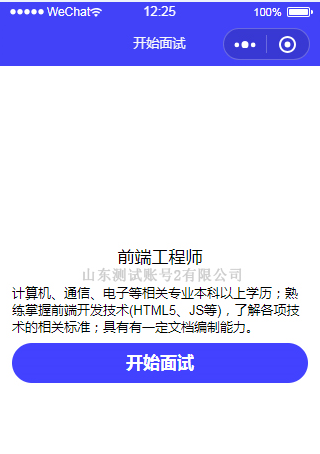 WeChat 12:25 100%
开始面试
前端工程师
山东测试账号2有限公司
计算机、通信、电子等相关专业本科以上学历；熟
练掌握前端开发技术(HTML5、JS等)，了解各项技
术的相关标准；具有有一定文档编制能力。
开始面试